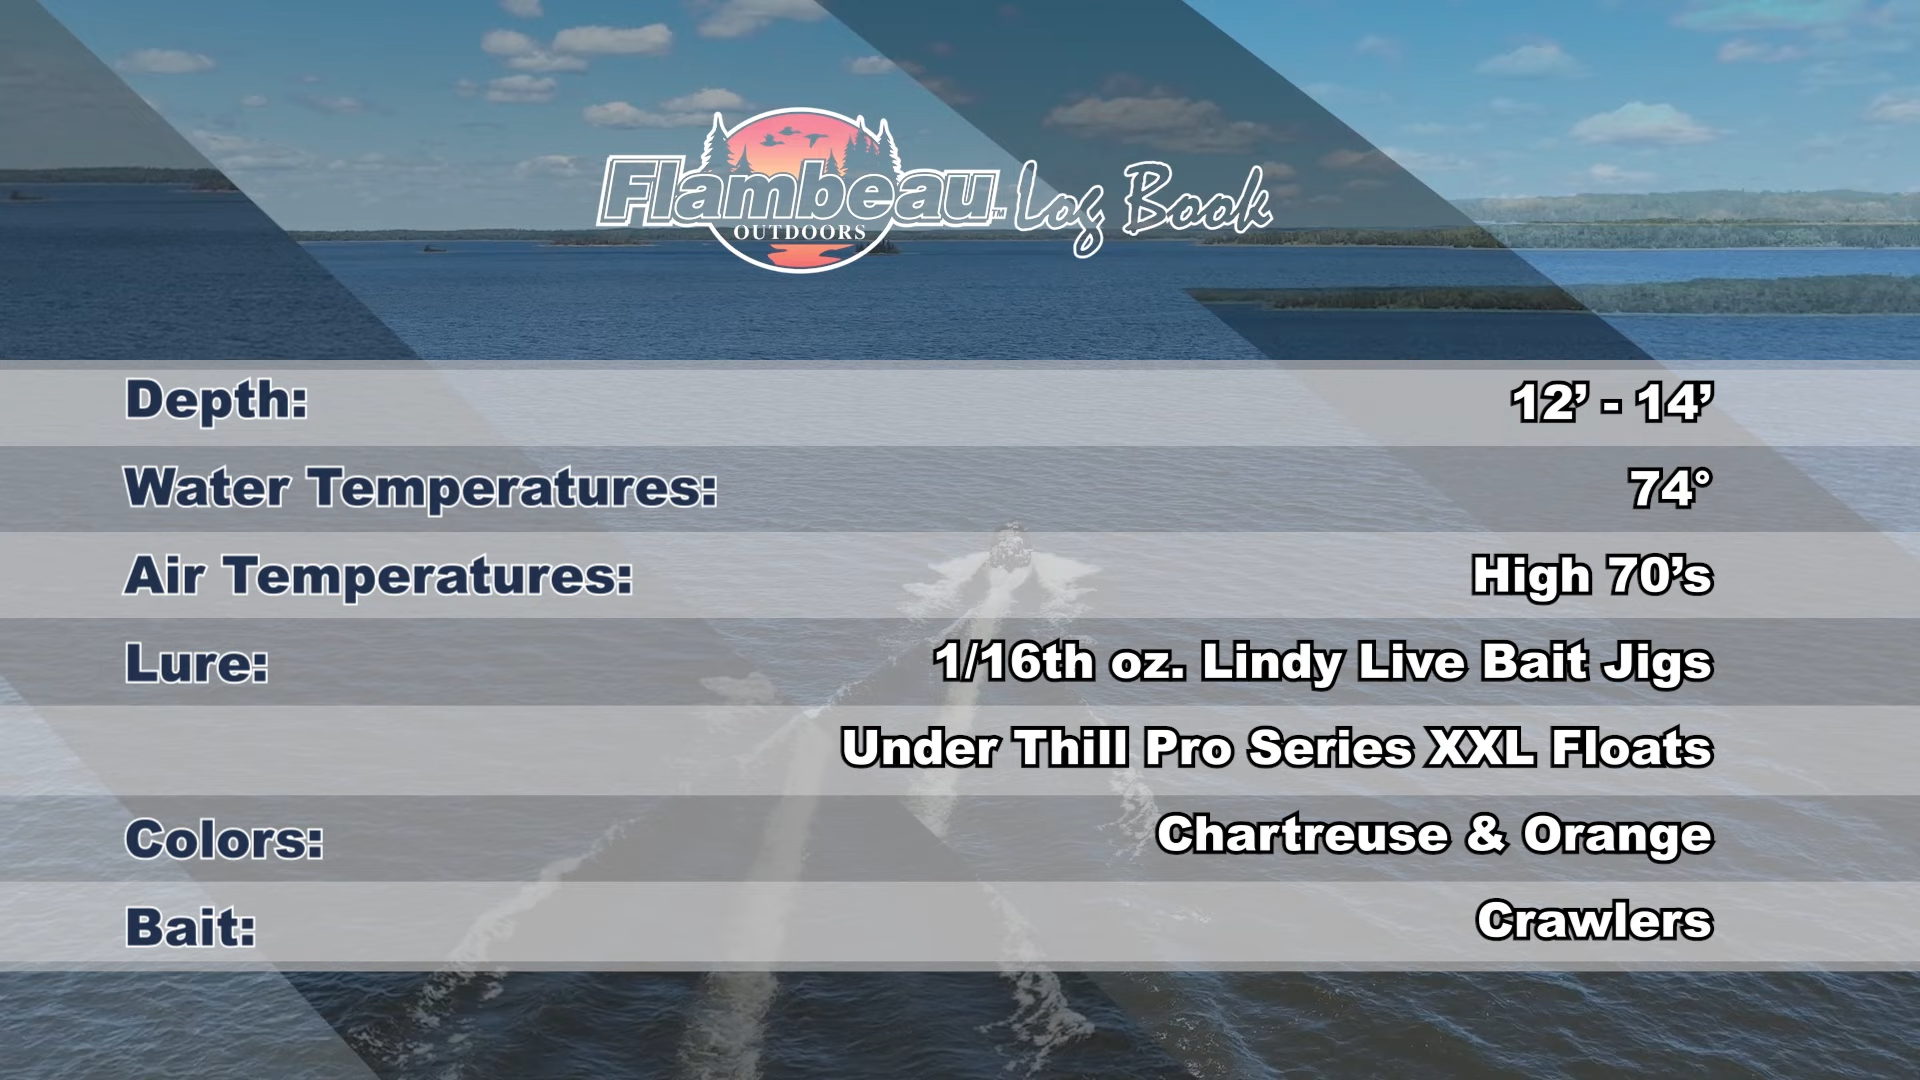 Flambeau™ Log Book
OUTDOORS
Depth: 12’ - 14’
Water Temperatures: 74°
Air Temperatures: High 70’s
Lure: 1/16th oz. Lindy Live Bait Jigs
Under Thill Pro Series XXL Floats
Colors: Chartreuse & Orange
Bait: Crawlers